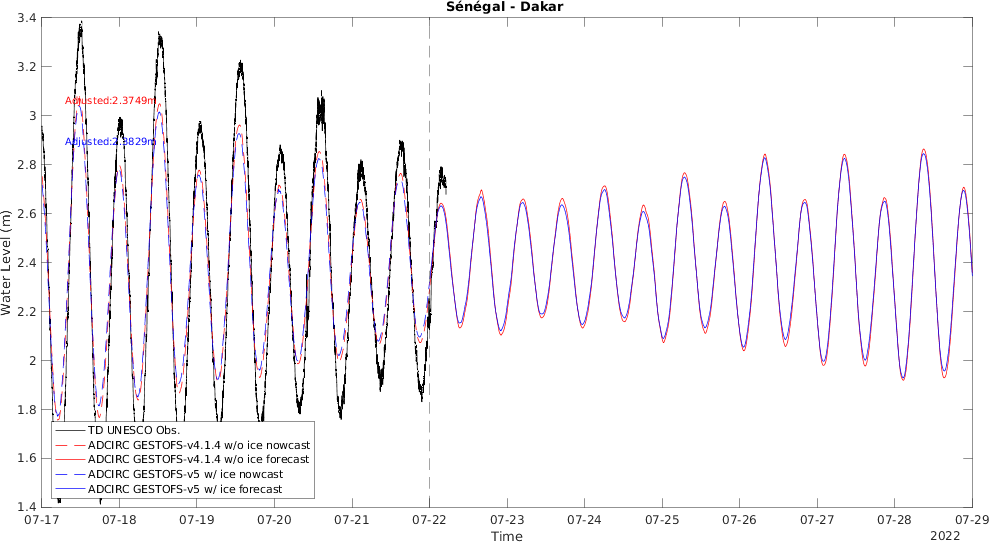 Sénégal - Dakar
3.4
3.2
3
2.8
2.6
2.4
2.2
2
1.8
1.6
1.4
Water Level (m)
Adjusted:2.3749m
Adjusted:2.3829m
TD UNESCO Obs.
ADCIRC GESTOFS-v4.1.4 w/o ice nowcast
ADCIRC GESTOFS-v4.1.4 w/o ice forecast
ADCIRC GESTOFS-v5 w/ ice nowcast
ADCIRC GESTOFS-v5 w/ ice forecast
07-17 07-18 07-19 07-20 07-21 07-22 07-23 07-24 07-25 07-26 07-27 07-28 07-29
Time
2022